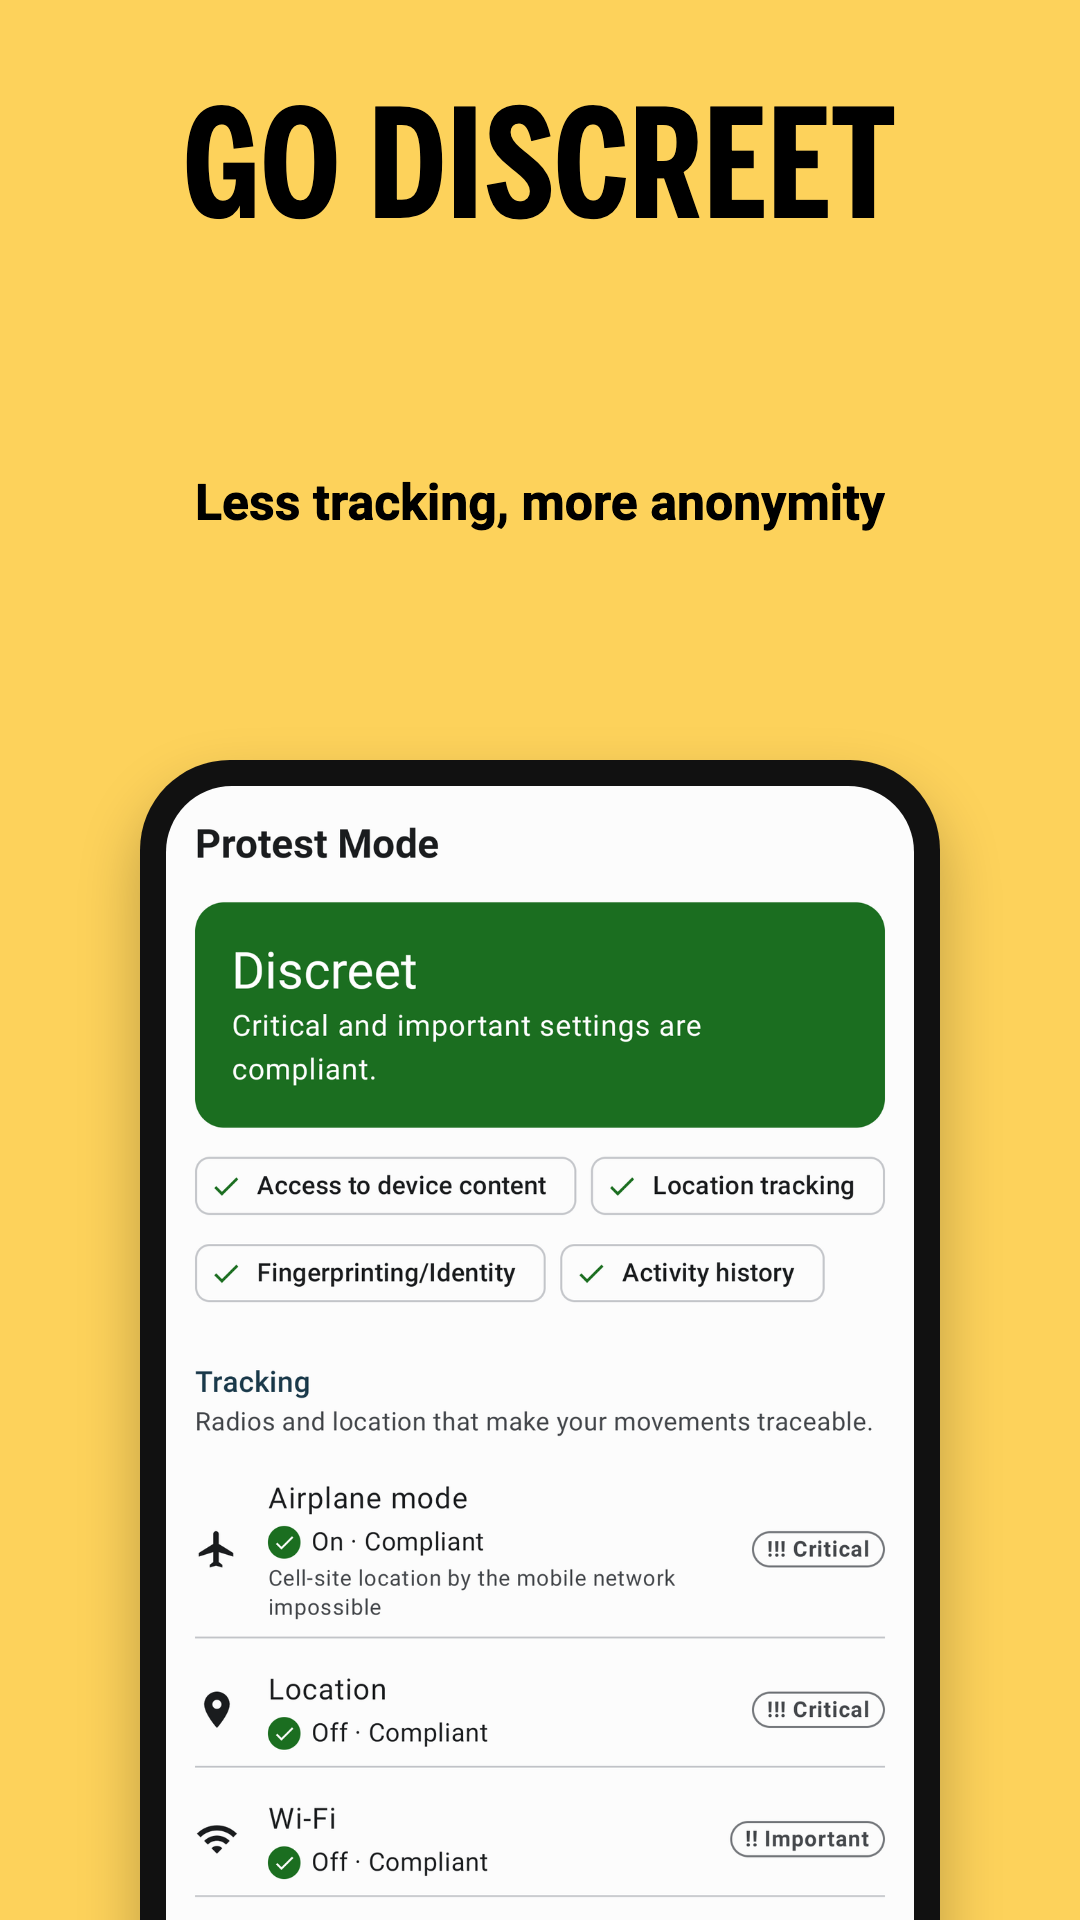 GO DISCREET
Less tracking, more anonymity
Protest Mode
Discreet
Critical and important settings are
compliant.
Access to device content
Location tracking
Fingerprinting/Identity
Activity history
Tracking
Radios and location that make your movements traceable.
Airplane mode
On · Compliant
!!! Critical
Cell-site location by the mobile network
impossible
Location
!!! Critical
Off · Compliant
Wi-Fi
!! Important
Off · Compliant